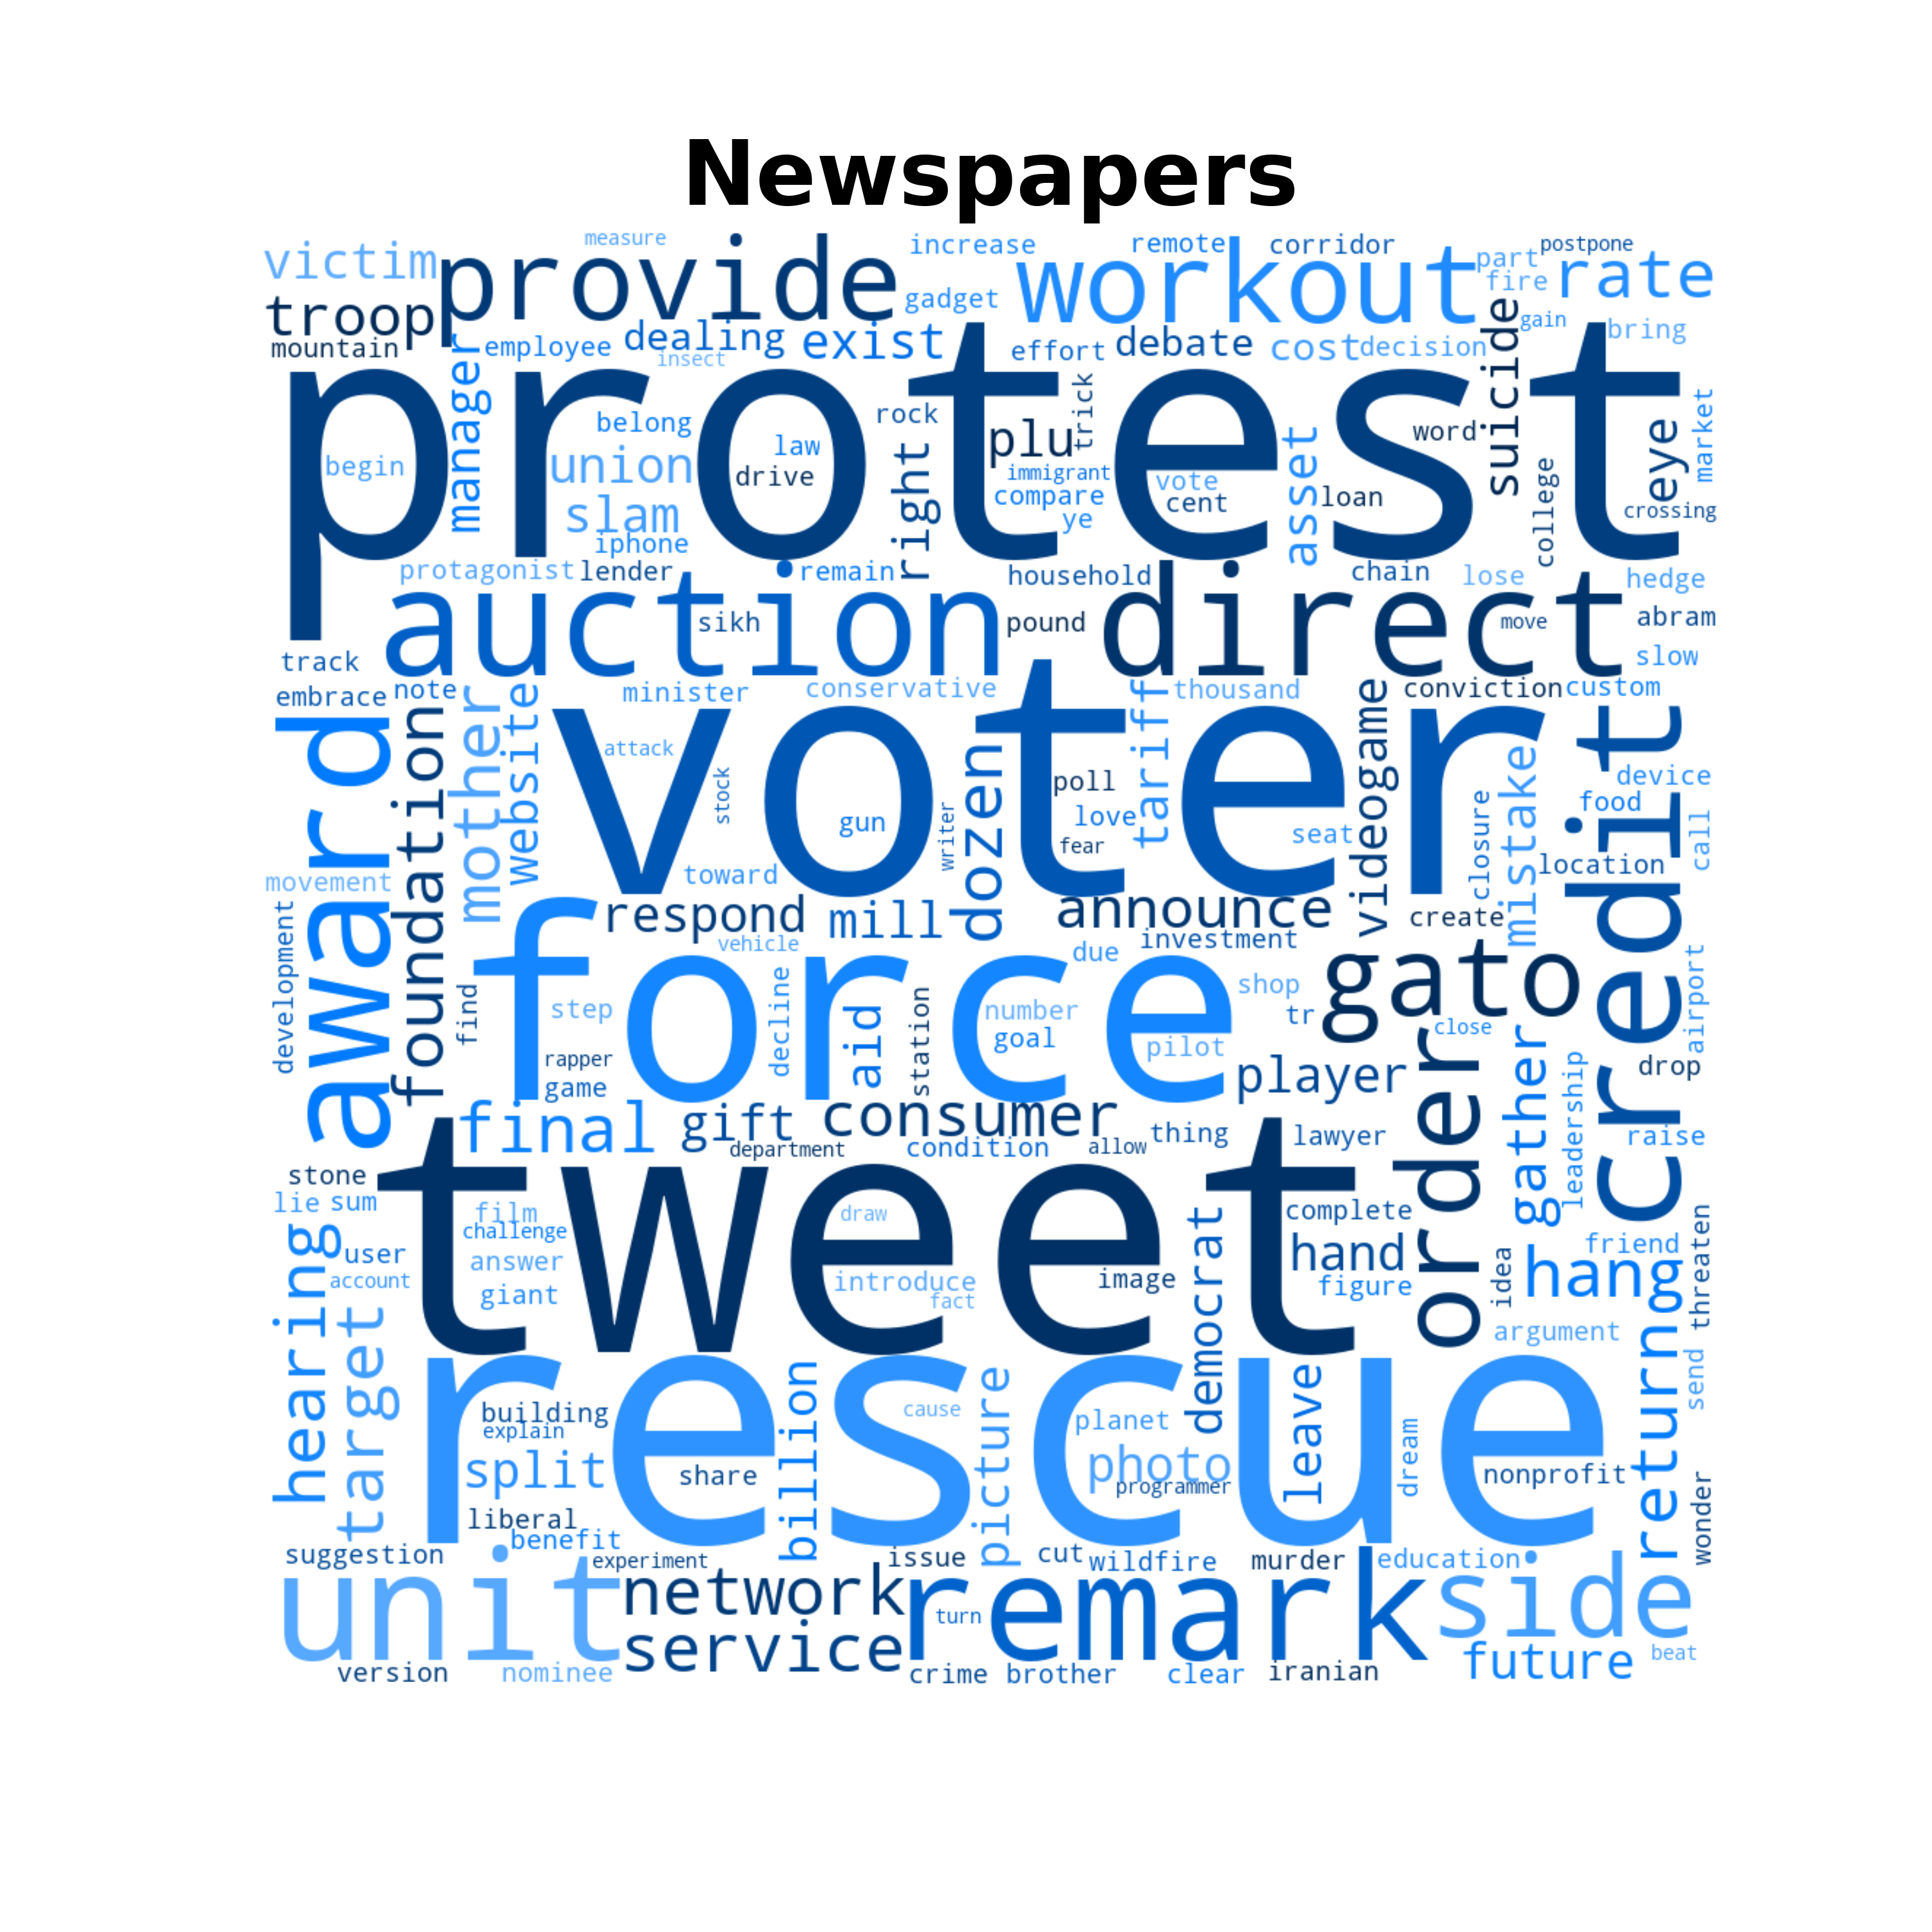 Newspapers
measure
victim
provide
increase
remote
corridor
postpone
part
workout
rate
fire
gadget
troop
suicide
gain
bring
dealing
exist
mountain
manager
employee
insect
effort
debate
cost
decision
protest
trick
market
rock
belong
plu
word
eye
law
right
begin
union
drive
immigrant
vote
asset
college
compare
cent
loan
slam
ye
crossing
iphone
protagonist
lender
remain
household
chain
lose
hedge
auction
direct
sikh
pound
move
abram
track
slow
embrace
note
mother
website
minister
conservative
tariff
thousand
videogame
conviction
custom
award
foundation
voter
credit
attack
stock
dozen
poll
mistake
device
closure
food
love
gun
writer
seat
call
fear
location
toward
movement
respond
mill
announce
create
development
vehicle
due
investment
force
gato
airport
find
decline
aid
station
step
number
shop
tr
close
goal
order
gather
pilot
rapper
leadership
drop
game
player
final
gift
consumer
thing
lawyer
raise
department
condition
allow
stone
tweet
lie
sum
film
draw
democrat
complete
threaten
challenge
hearing
user
answer
hand
friend
account
introduce
image
idea
hang
giant
fact
figure
target
argument
return
rescue
send
billion
picture
leave
building
cause
planet
dream
explain
split
photo
share
nonprofit
programmer
wonder
liberal
benefit
suggestion
experiment
issue
cut
wildfire
murder
education
unit
network
remark
side
turn
service
future
beat
version
nominee
crime
brother
clear
iranian